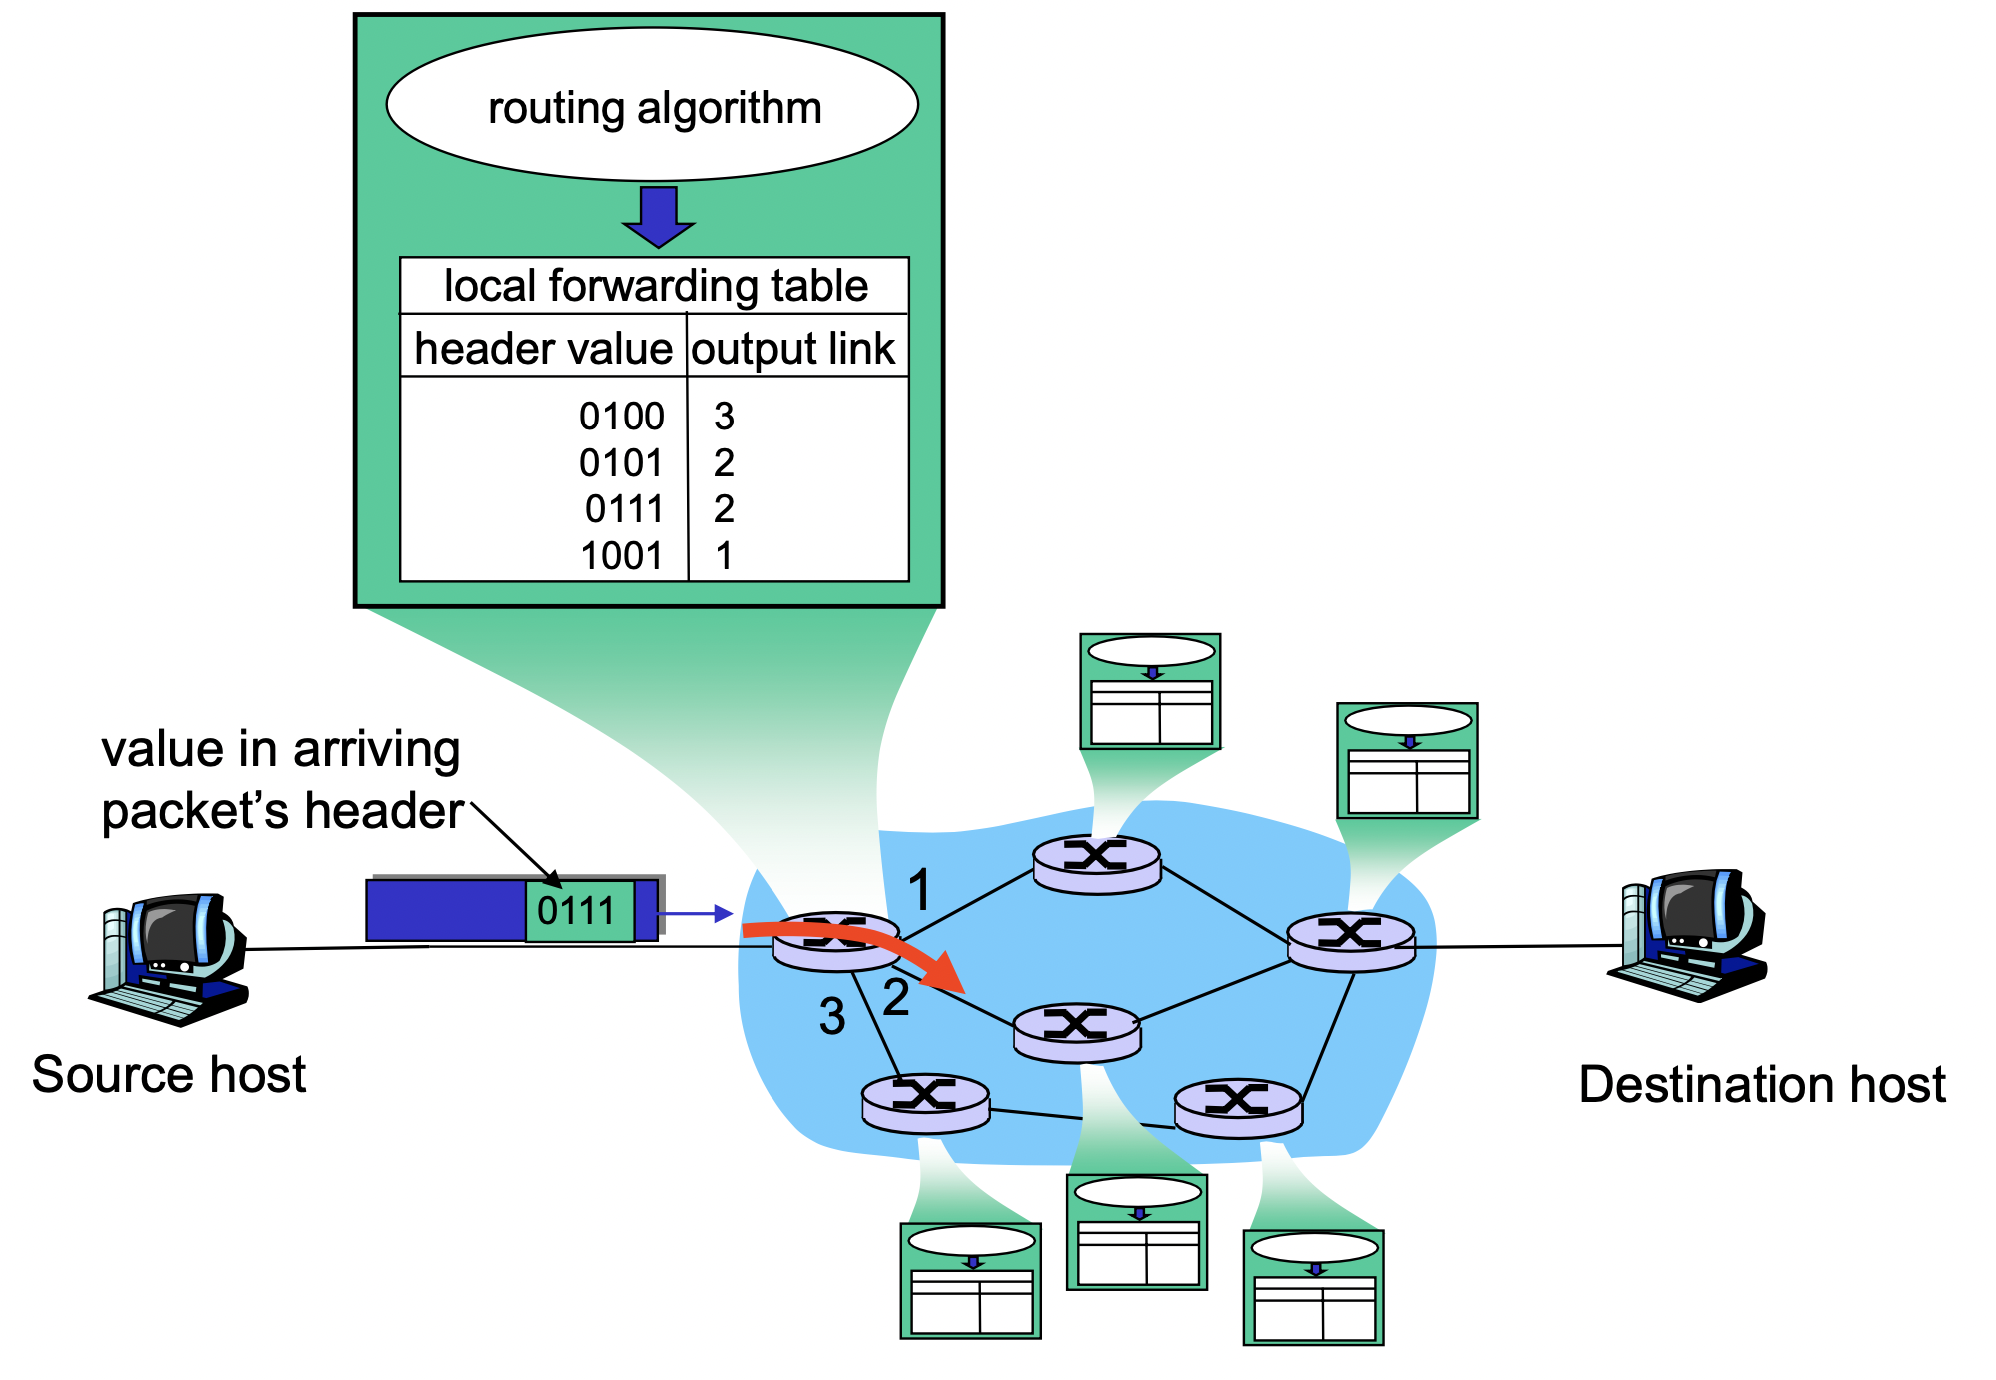 routing algorithm
local forwarding table
header value output link
0100 3
0101 2
0111 2
1001 1
value in arriving
packet’s header
0111
1
2
3
Source host
Destination host